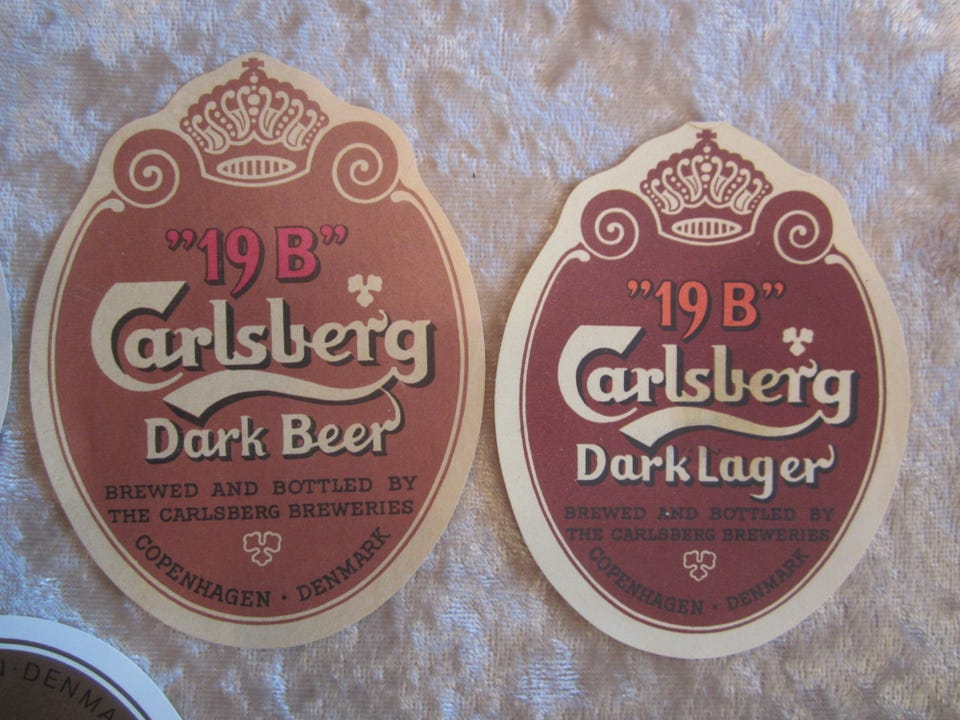 ”19 B”
Carlsberg
Dark Beer
BREWED AND BOTTLED BY
THE CARLSBERG BREWERIES
COPENHAGEN · DENMARK
”19 B”
Carlsberg
Dark Lager
BREWED AND BOTTLED BY
THE CARLSBERG BREWERIES
COPENHAGEN · DENMARK
N·DENMA